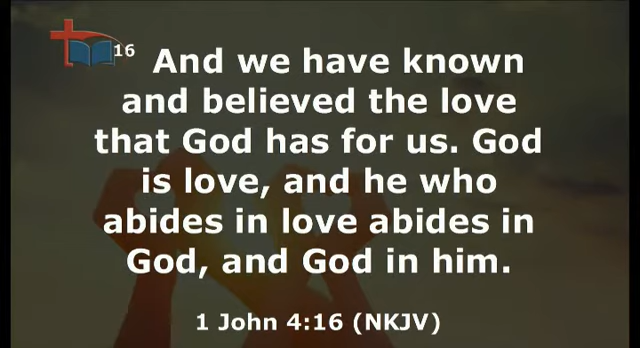 16 And we have known
and believed the love
that God has for us. God
is love, and he who
abides in love abides in
God, and God in him.
1 John 4:16 (NKJV)